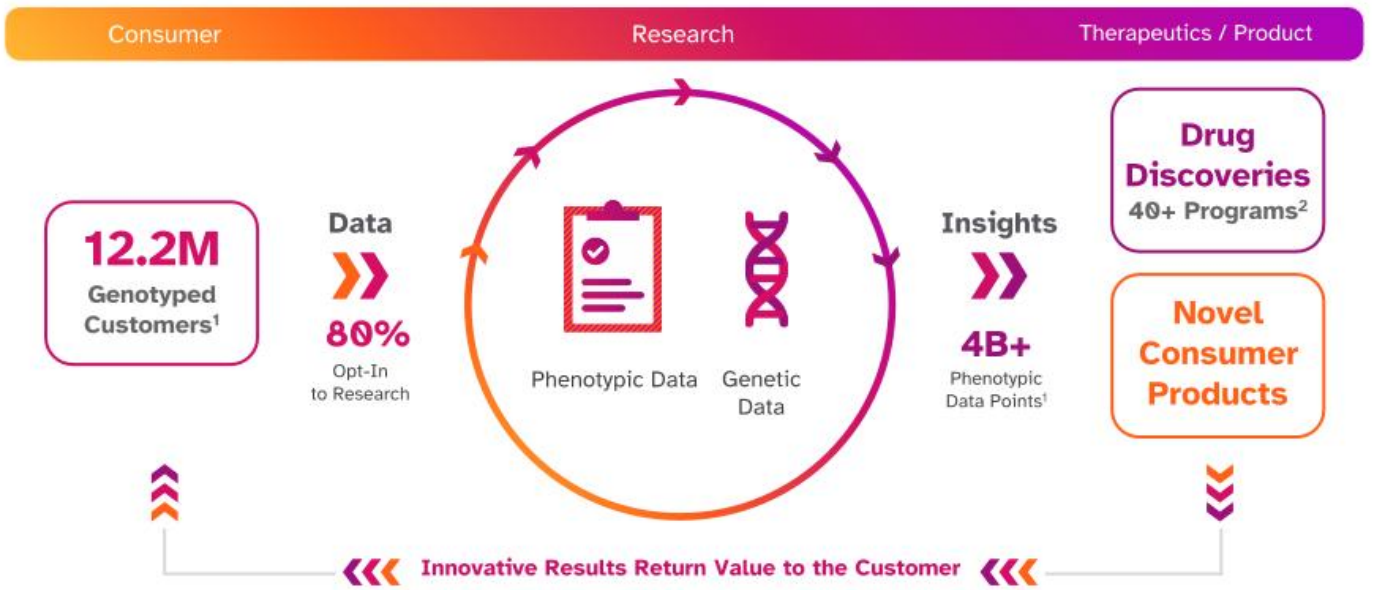 Consumer
Research
Therapeutics / Product
12.2M
Genotyped
Customers¹
Data
80%
Opt-In
to Research
Phenotypic Data
Genetic
Data
Insights
4B+
Phenotypic
Data Points¹
Drug
Discoveries
40+ Programs²
Novel
Consumer
Products
Innovative Results Return Value to the Customer